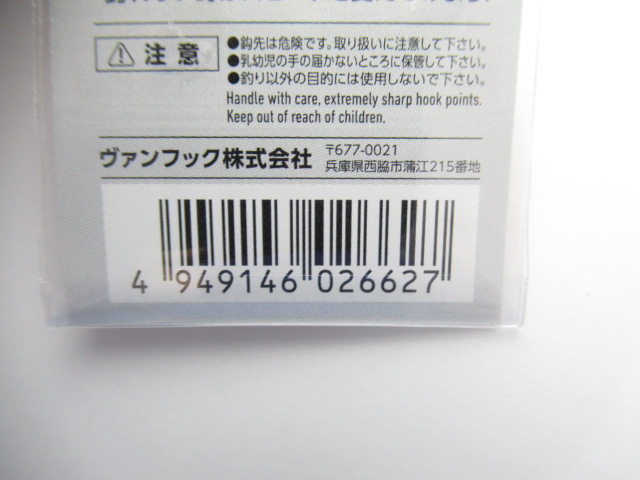 ⚠ 注意
●鈎先は危険です。取り扱いに注意して下さい。
●乳幼児の手の届かないところに保管して下さい。
●釣り以外の目的には使用しないで下さい。
Handle with care, extremely sharp hook points.
Keep out of reach of children.
ヴァンフック株式会社
〒677-0021
兵庫県西脇市蒲江215番地
4 949146 026627